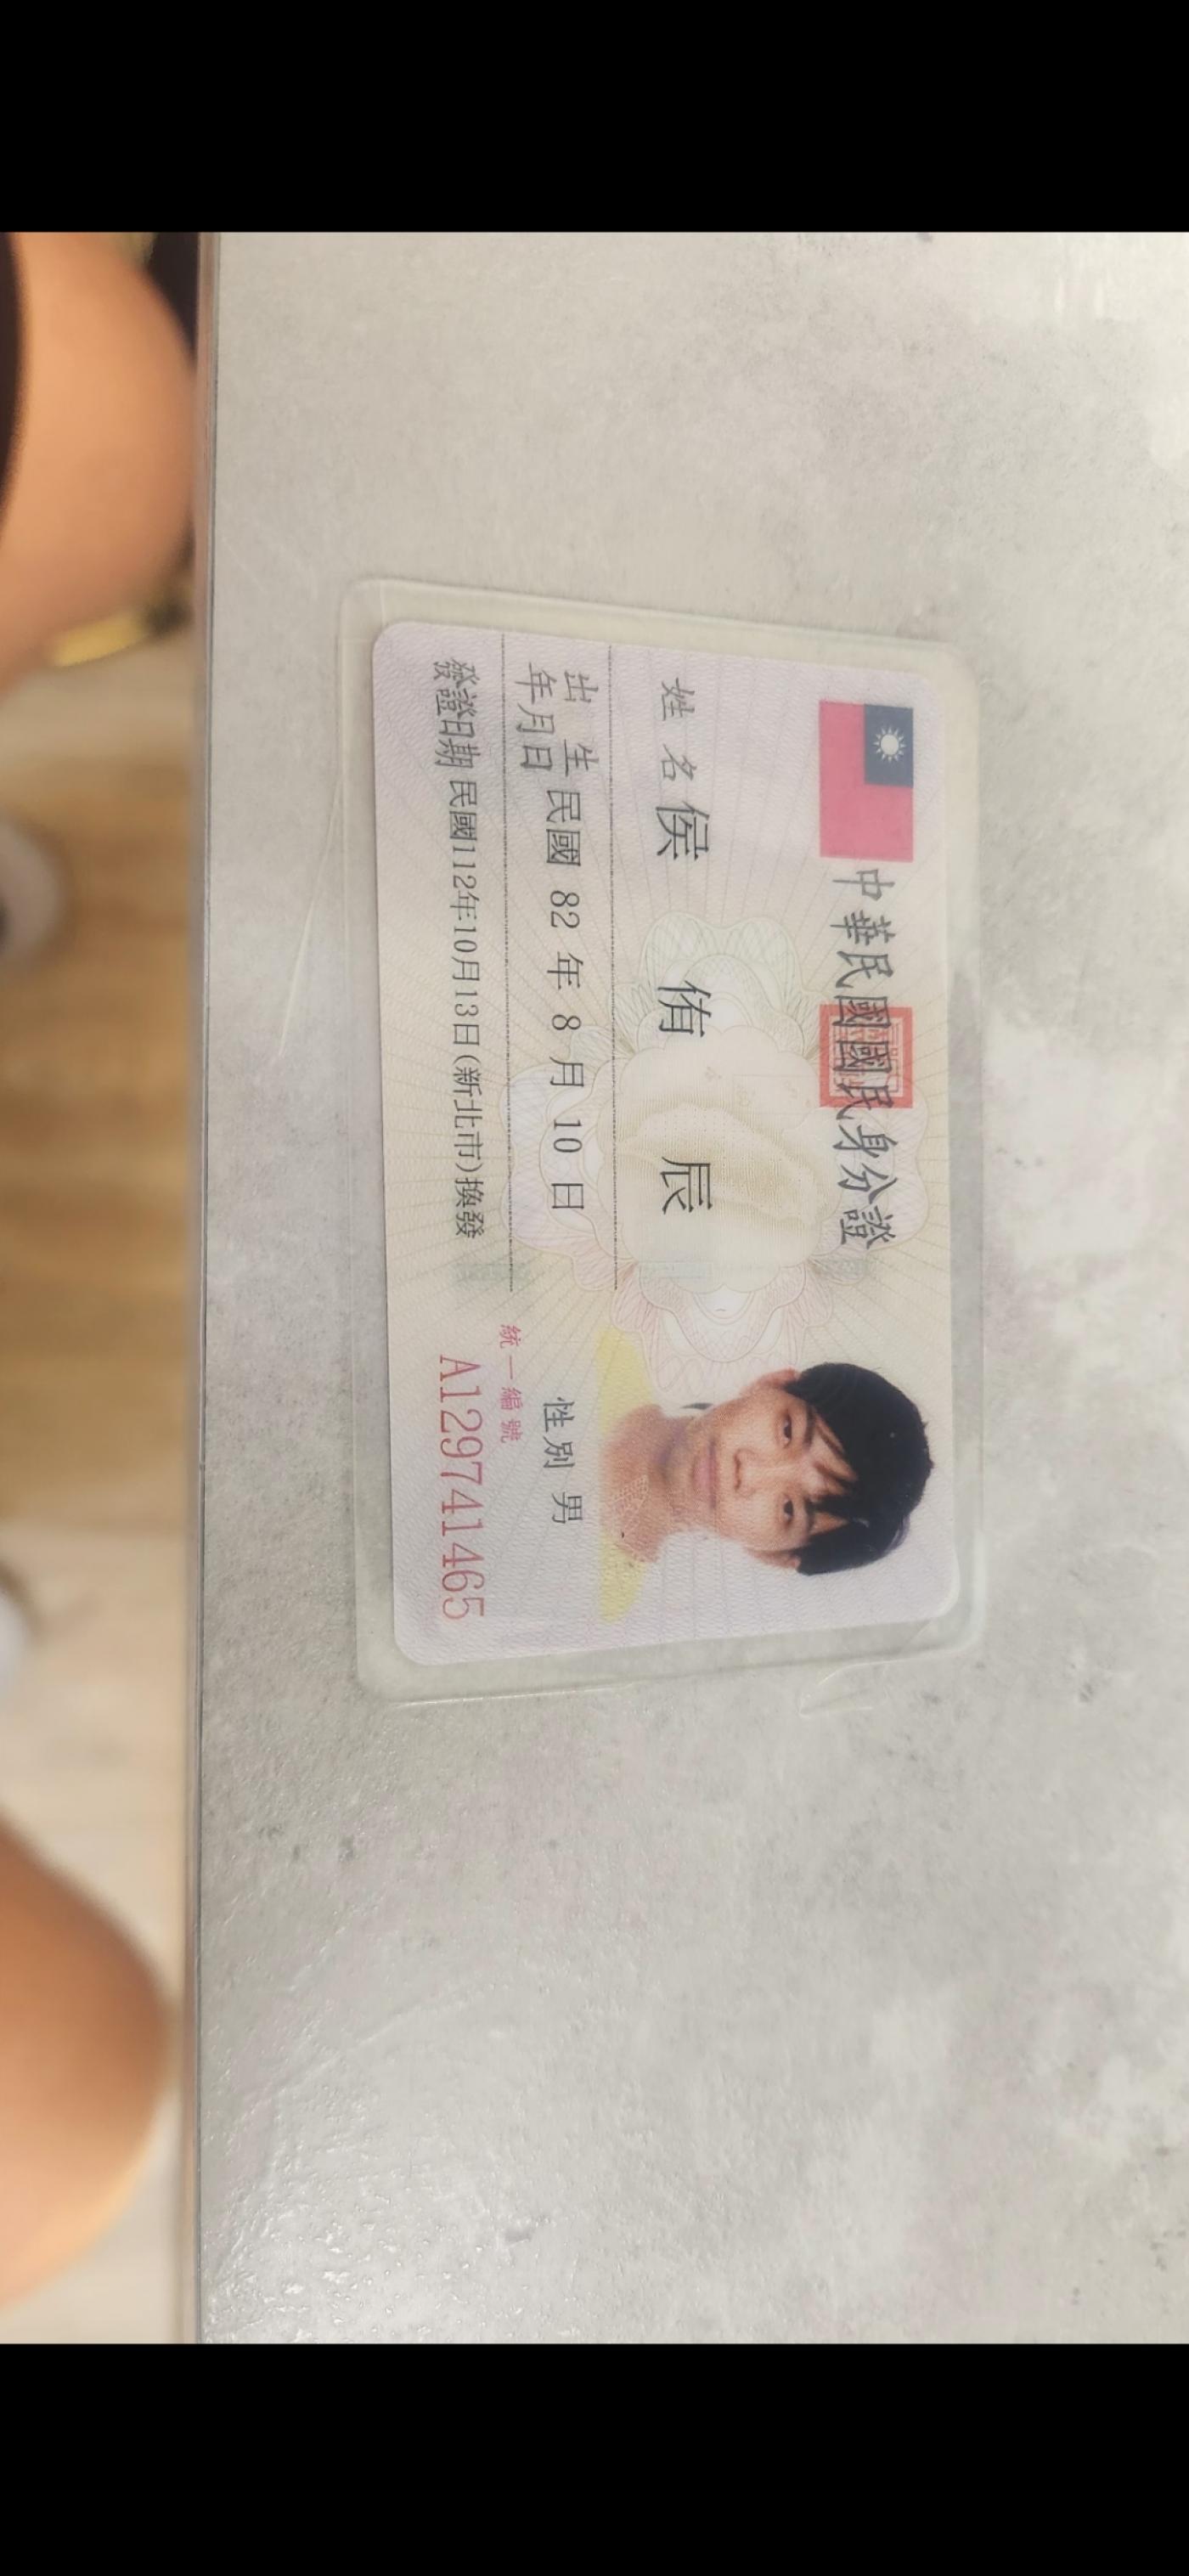 中華民國國民身分證
姓名 侯侑辰
出生年月日 民國 82 年 8 月 10 日
性別 男
發證日期 民國112年10月13日(新北市)換發
統一編號
A129741465